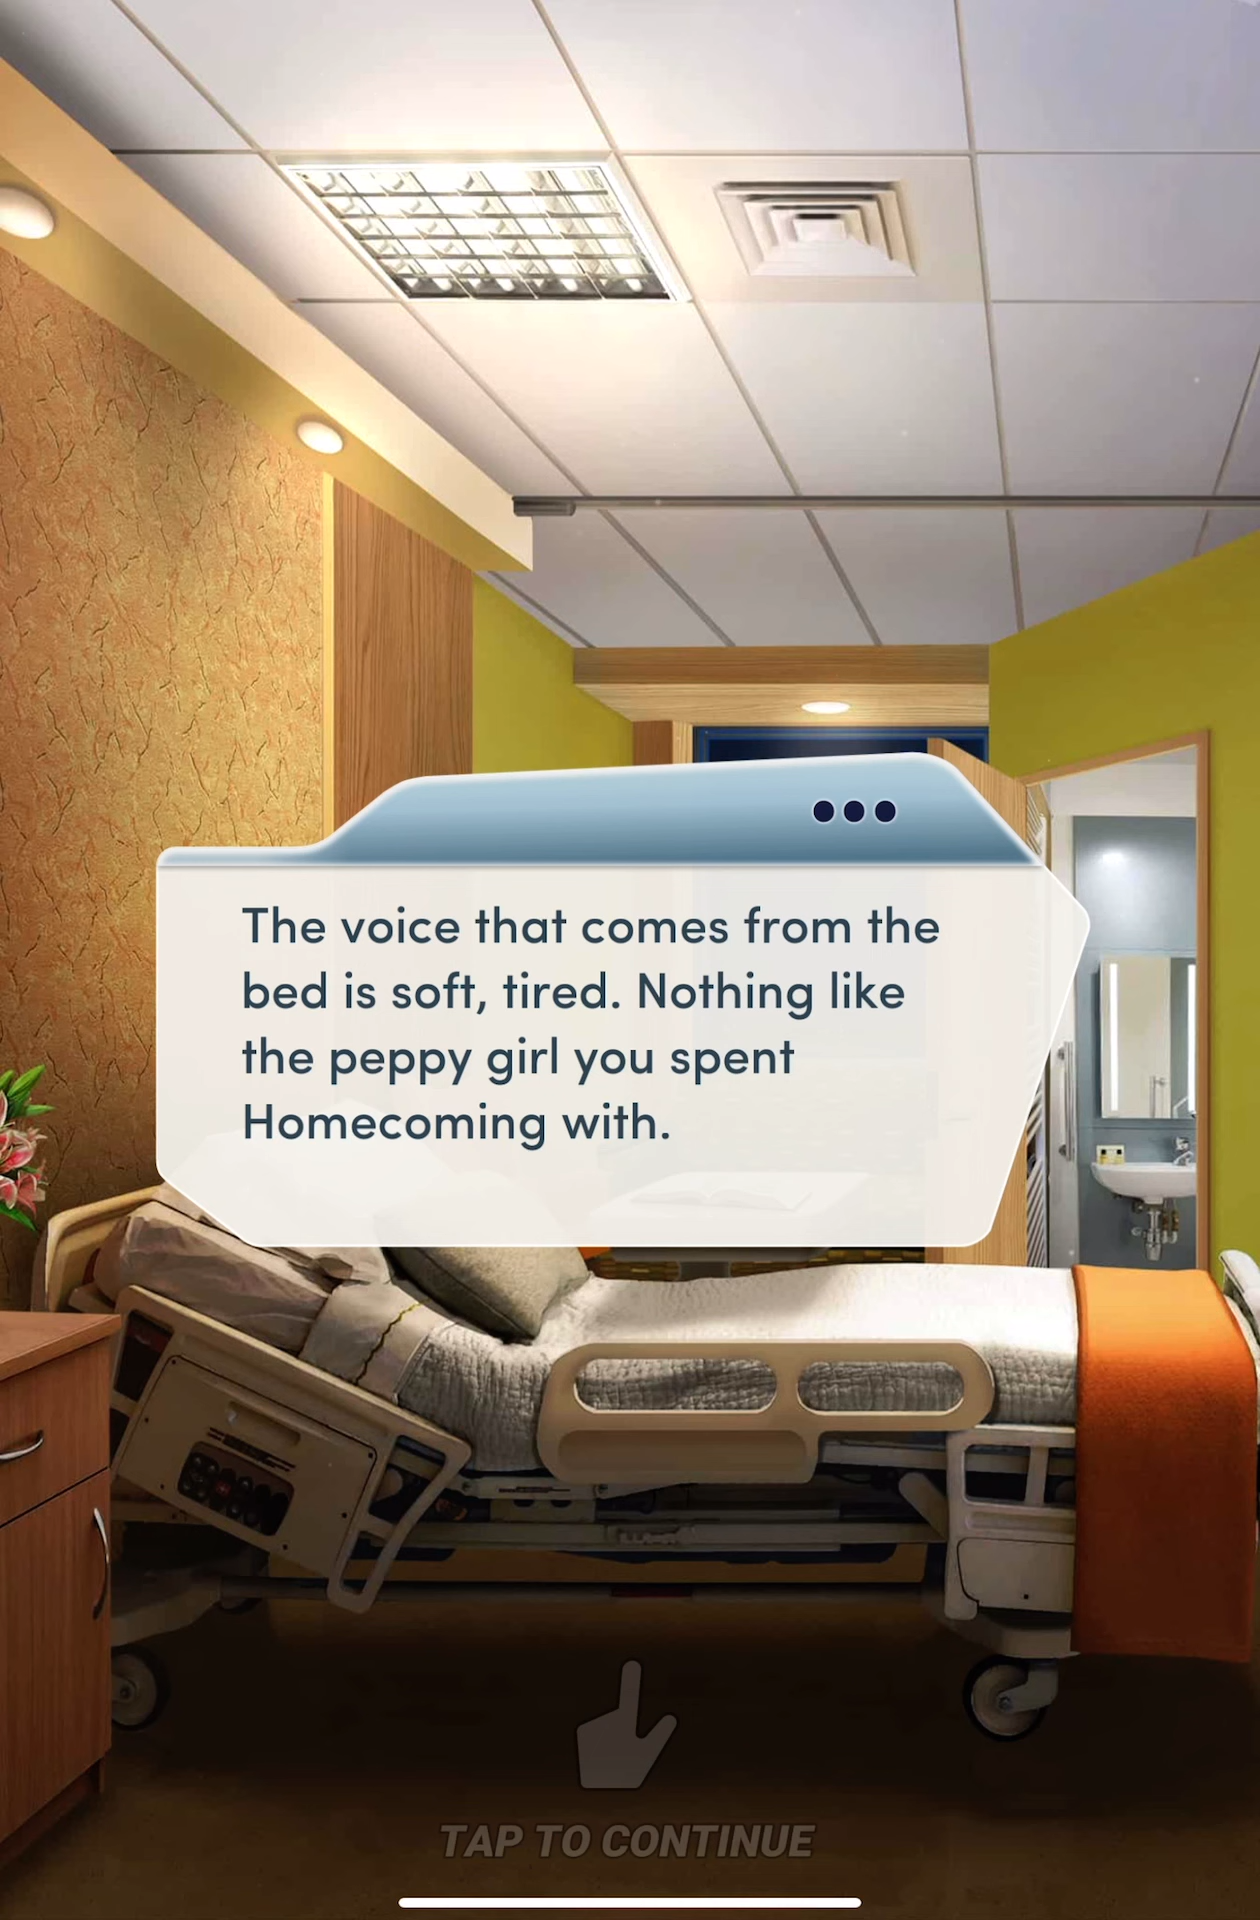 The voice that comes from the
bed is soft, tired. Nothing like
the peppy girl you spent
Homecoming with.
TAP TO CONTINUE